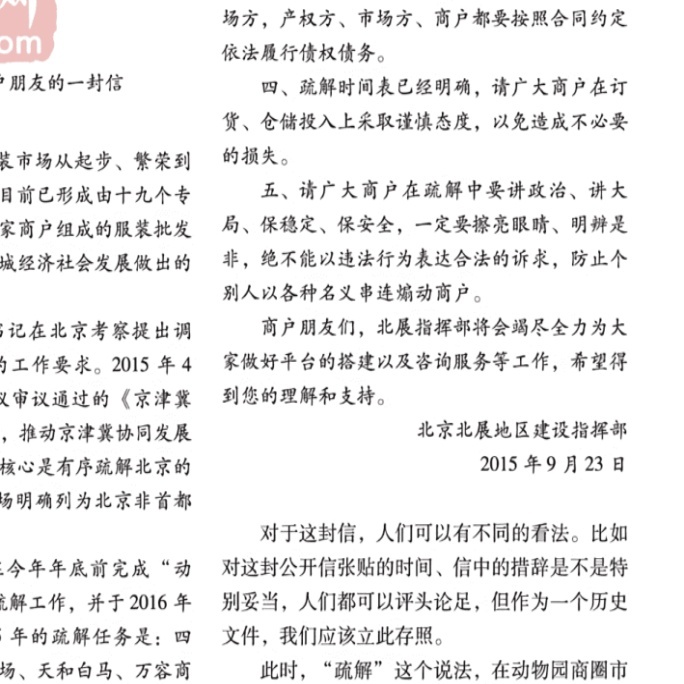 om
户朋友的一封信
装市场从起步、繁荣到
目前已形成由十九个专
家商户组成的服装批发
城经济社会发展做出的
书记在北京考察提出调
的工作要求。2015 年 4
议审议通过的《京津冀
，推动京津冀协同发展
核心是有序疏解北京的
场明确列为北京非首都
在今年年底前完成“动
疏解工作，并于 2016 年
年的疏解任务是：四
场、天和白马、万容商
场方，产权方、市场方、商户都要按照合同约定
依法履行债权债务。
四、疏解时间表已经明确，请广大商户在订
货、仓储投入上采取谨慎态度，以免造成不必要
的损失。
五、请广大商户在疏解中要讲政治、讲大
局、保稳定、保安全，一定要擦亮眼睛、明辨是
非，绝不能以违法行为表达合法的诉求，防止个
别人以各种名义串连煽动商户。
商户朋友们，北展指挥部将会竭尽全力为大
家做好平台的搭建以及咨询服务等工作，希望得
到您的理解和支持。
北京北展地区建设指挥部
2015 年 9 月 23 日
对于这封信，人们可以有不同的看法。比如
对这封公开信张贴的时间、信中的措辞是不是特
别妥当，人们都可以评头论足，但作为一个历史
文件，我们应该立此存照。
此时，“疏解”这个说法，在动物园商圈市